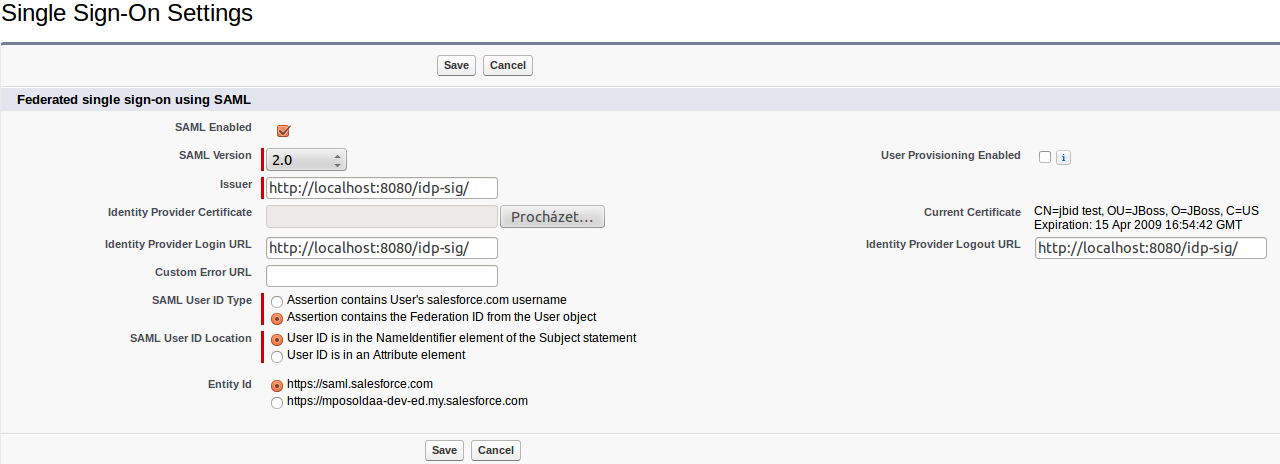 Single Sign-On Settings
Save Cancel
Federated single sign-on using SAML
SAML Enabled
SAML Version 2.0 User Provisioning Enabled i
Issuer http://localhost:8080/idp-sig/
Identity Provider Certificate Procházet... Current Certificate CN=jbid test, OU=JBoss, O=JBoss, C=US
Expiration: 15 Apr 2009 16:54:42 GMT
Identity Provider Login URL http://localhost:8080/idp-sig/ Identity Provider Logout URL http://localhost:8080/idp-sig/
Custom Error URL
SAML User ID Type Assertion contains User's salesforce.com username
Assertion contains the Federation ID from the User object
SAML User ID Location User ID is in the NameIdentifier element of the Subject statement
User ID is in an Attribute element
Entity Id https://saml.salesforce.com
https://mposoldaa-dev-ed.my.salesforce.com
Save Cancel